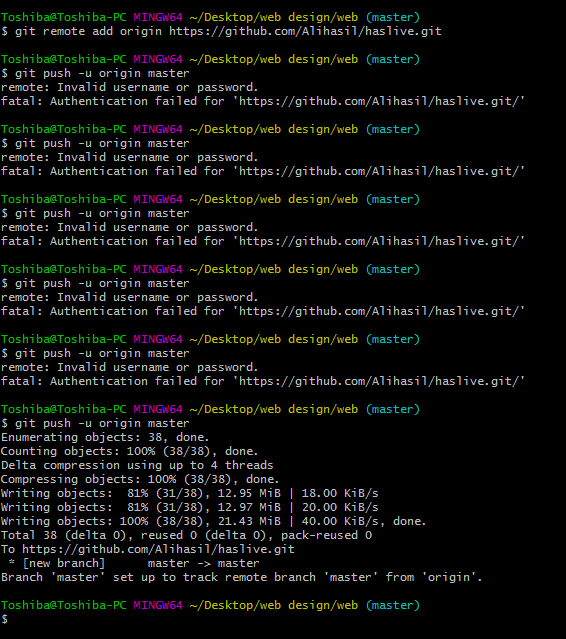 Toshiba@Toshiba-PC MINGW64 ~/Desktop/web design/web (master)
$ git remote add origin https://github.com/Alihasil/haslive.git
Toshiba@Toshiba-PC MINGW64 ~/Desktop/web design/web (master)
$ git push -u origin master
remote: Invalid username or password.
fatal: Authentication failed for 'https://github.com/Alihasil/haslive.git/'
Toshiba@Toshiba-PC MINGW64 ~/Desktop/web design/web (master)
$ git push -u origin master
remote: Invalid username or password.
fatal: Authentication failed for 'https://github.com/Alihasil/haslive.git/'
Toshiba@Toshiba-PC MINGW64 ~/Desktop/web design/web (master)
$ git push -u origin master
remote: Invalid username or password.
fatal: Authentication failed for 'https://github.com/Alihasil/haslive.git/'
Toshiba@Toshiba-PC MINGW64 ~/Desktop/web design/web (master)
$ git push -u origin master
remote: Invalid username or password.
fatal: Authentication failed for 'https://github.com/Alihasil/haslive.git/'
Toshiba@Toshiba-PC MINGW64 ~/Desktop/web design/web (master)
$ git push -u origin master
remote: Invalid username or password.
fatal: Authentication failed for 'https://github.com/Alihasil/haslive.git/'
Toshiba@Toshiba-PC MINGW64 ~/Desktop/web design/web (master)
$ git push -u origin master
Enumerating objects: 38, done.
Counting objects: 100% (38/38), done.
Delta compression using up to 4 threads
Compressing objects: 100% (38/38), done.
Writing objects:  81% (31/38), 12.95 MiB | 18.00 KiB/s
Writing objects:  81% (31/38), 12.97 MiB | 20.00 KiB/s
Writing objects: 100% (38/38), 21.43 MiB | 40.00 KiB/s, done.
Total 38 (delta 0), reused 0 (delta 0), pack-reused 0
To https://github.com/Alihasil/haslive.git
 * [new branch]      master -> master
Branch 'master' set up to track remote branch 'master' from 'origin'.
Toshiba@Toshiba-PC MINGW64 ~/Desktop/web design/web (master)
$